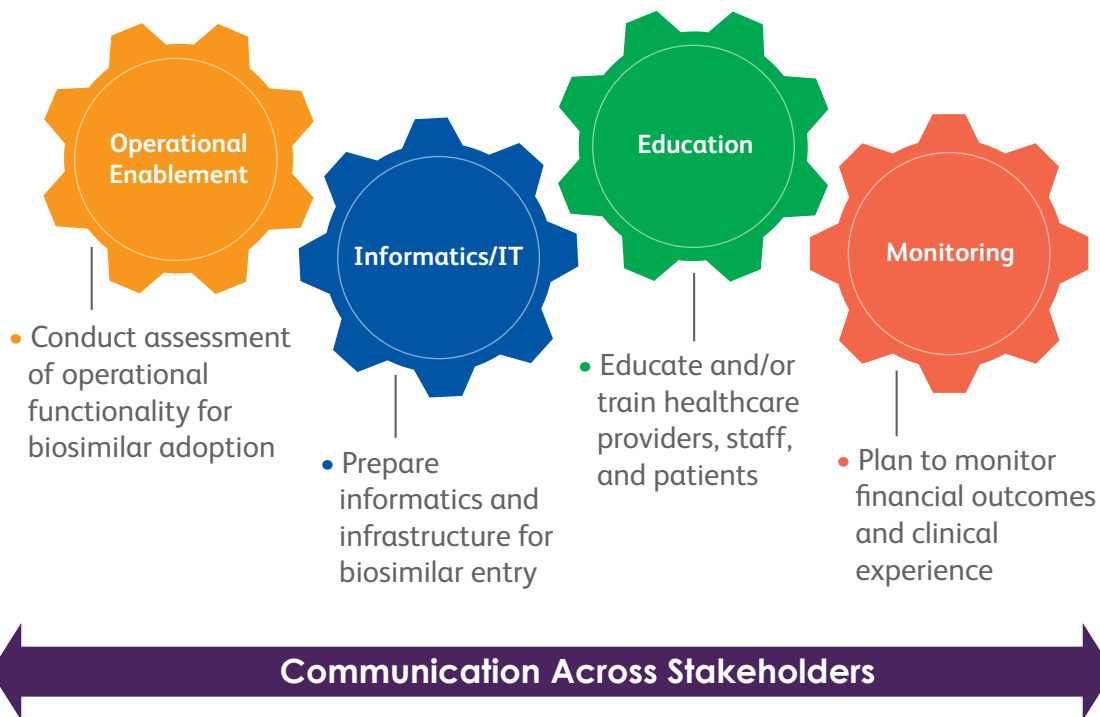 Operational
Enablement
• Conduct assessment
of operational
functionality for
biosimilar adoption
Informatics/IT
• Prepare
informatics and
infrastructure for
biosimilar entry
Education
• Educate and/or
train healthcare
providers, staff,
and patients
Monitoring
• Plan to monitor
financial outcomes
and clinical
experience
Communication Across Stakeholders